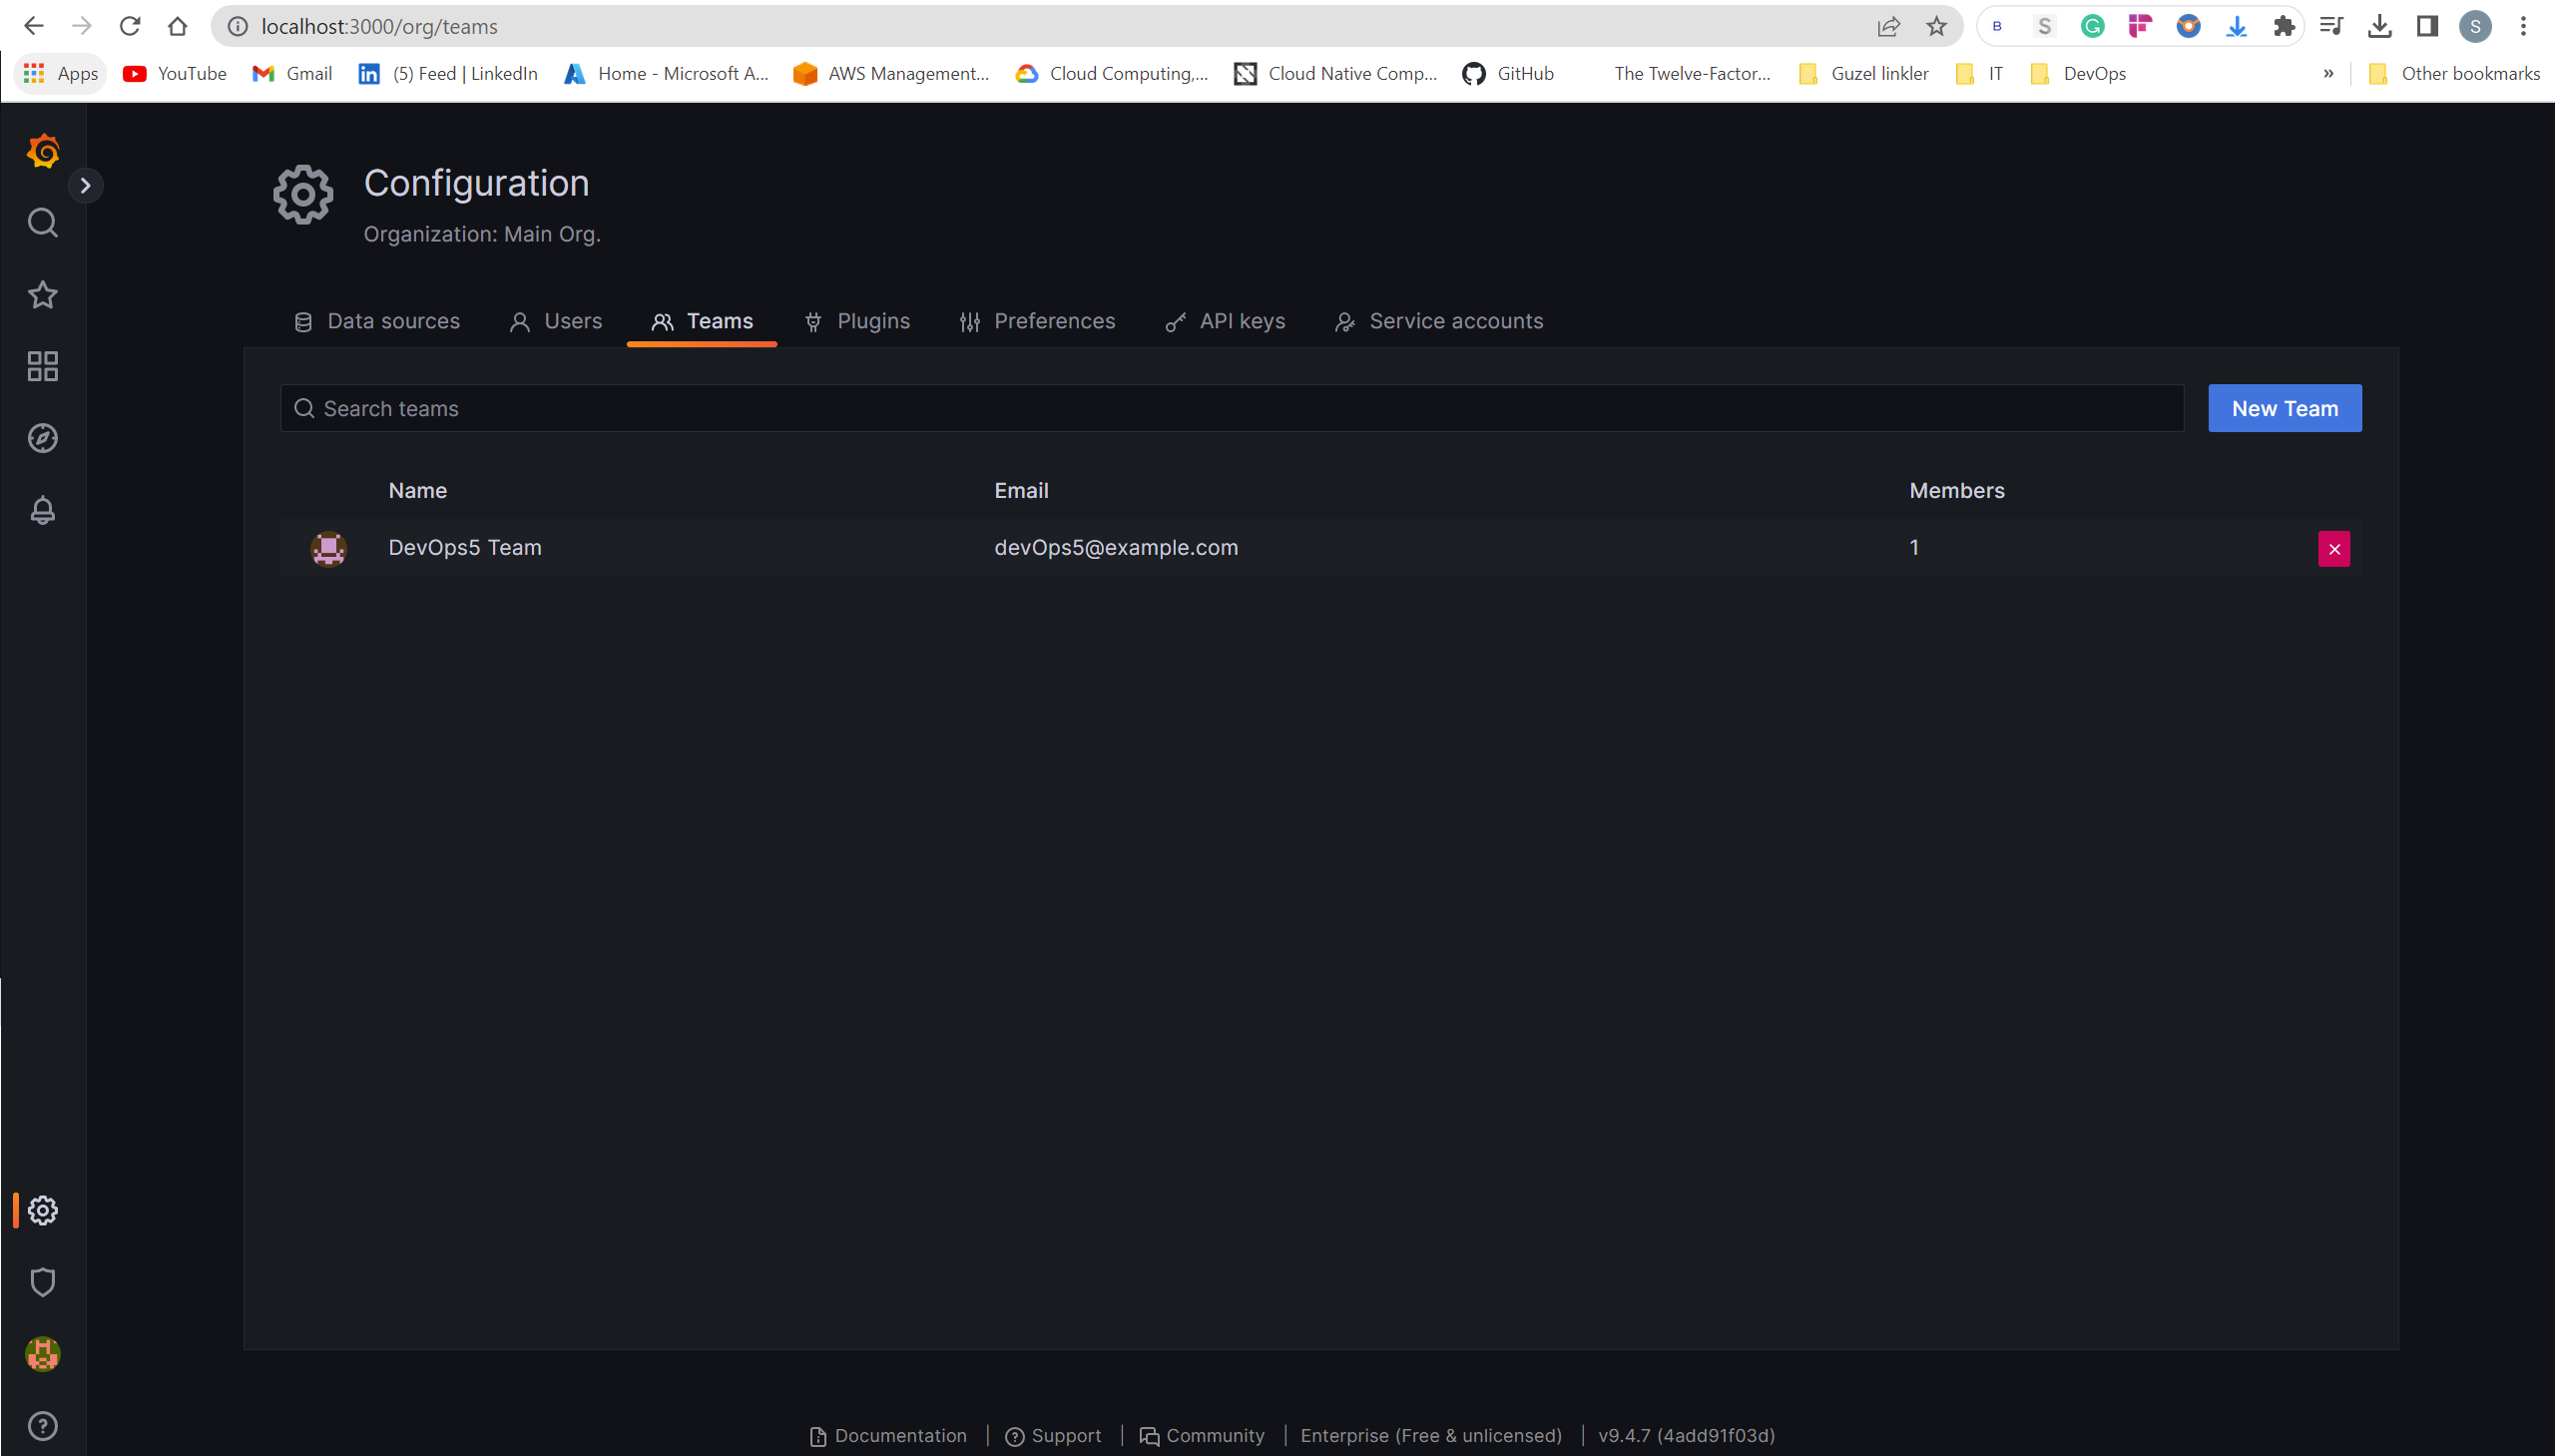 localhost:3000/org/teams
B S S
Apps YouTube Gmail (5) Feed | LinkedIn Home - Microsoft A... AWS Management... Cloud Computing,... Cloud Native Comp... GitHub The Twelve-Factor... Guzel linkler IT DevOps » Other bookmarks
Configuration
Organization: Main Org.
Data sources Users Teams Plugins Preferences API keys Service accounts
Search teams New Team
Name Email Members
DevOps5 Team devOps5@example.com 1
Documentation | Support | Community | Enterprise (Free & unlicensed) | v9.4.7 (4add91f03d)